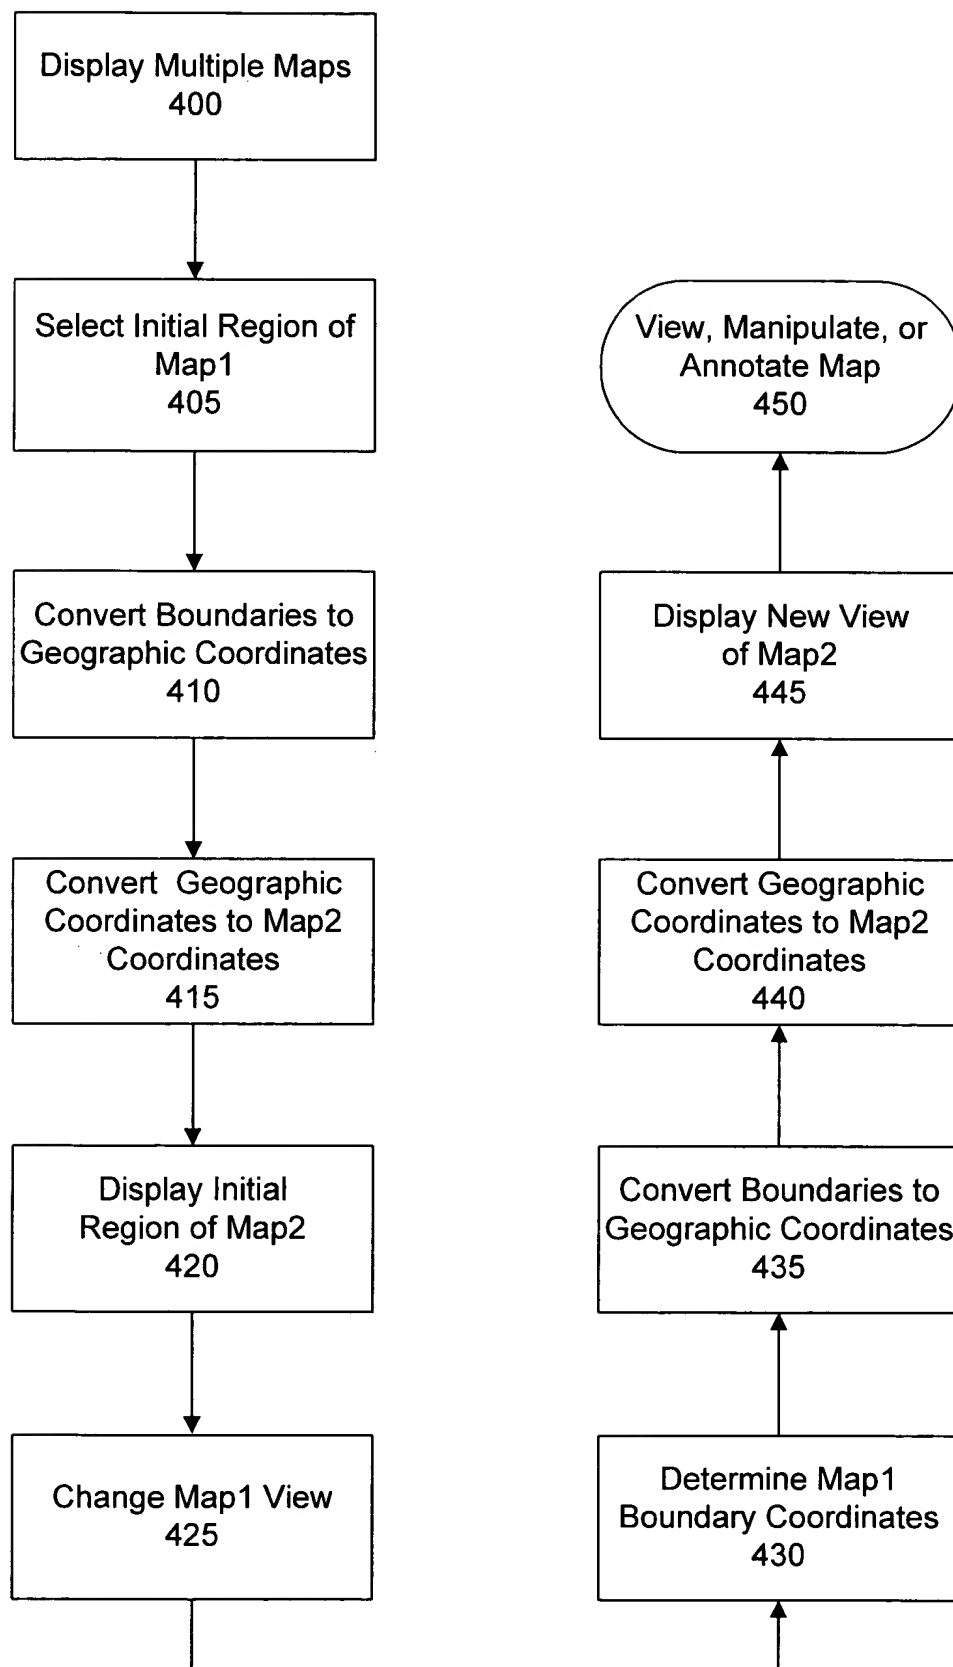 Display Multiple Maps
400
Select Initial Region of
Map1
405
Convert Boundaries to
Geographic Coordinates
410
Convert Geographic
Coordinates to Map2
Coordinates
415
Display Initial
Region of Map2
420
Change Map1 View
425
View, Manipulate, or
Annotate Map
450
Display New View
of Map2
445
Convert Geographic
Coordinates to Map2
Coordinates
440
Convert Boundaries to
Geographic Coordinates
435
Determine Map1
Boundary Coordinates
430